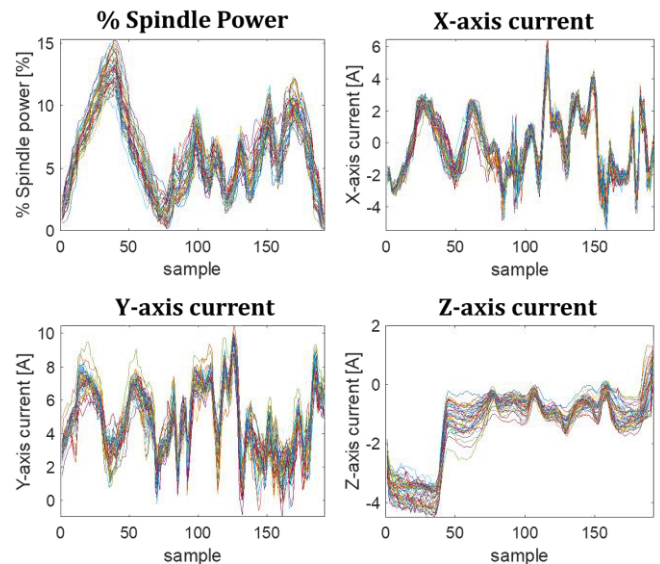 % Spindle Power
% Spindle power [%]
15
10
5
0
0 50 100 150
sample
X-axis current
X-axis current [A]
6
4
2
0
-2
-4
0 50 100 150
sample
Y-axis current
Y-axis current [A]
10
8
6
4
2
0
0 50 100 150
sample
Z-axis current
Z-axis current [A]
2
0
-2
-4
0 50 100 150
sample